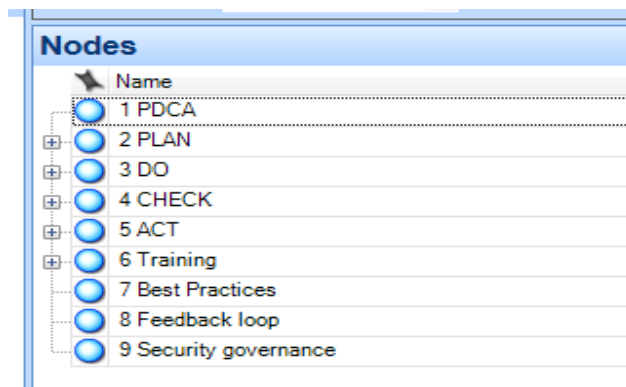 Nodes
Name
1 PDCA
2 PLAN
3 DO
4 CHECK
5 ACT
6 Training
7 Best Practices
8 Feedback loop
9 Security governance